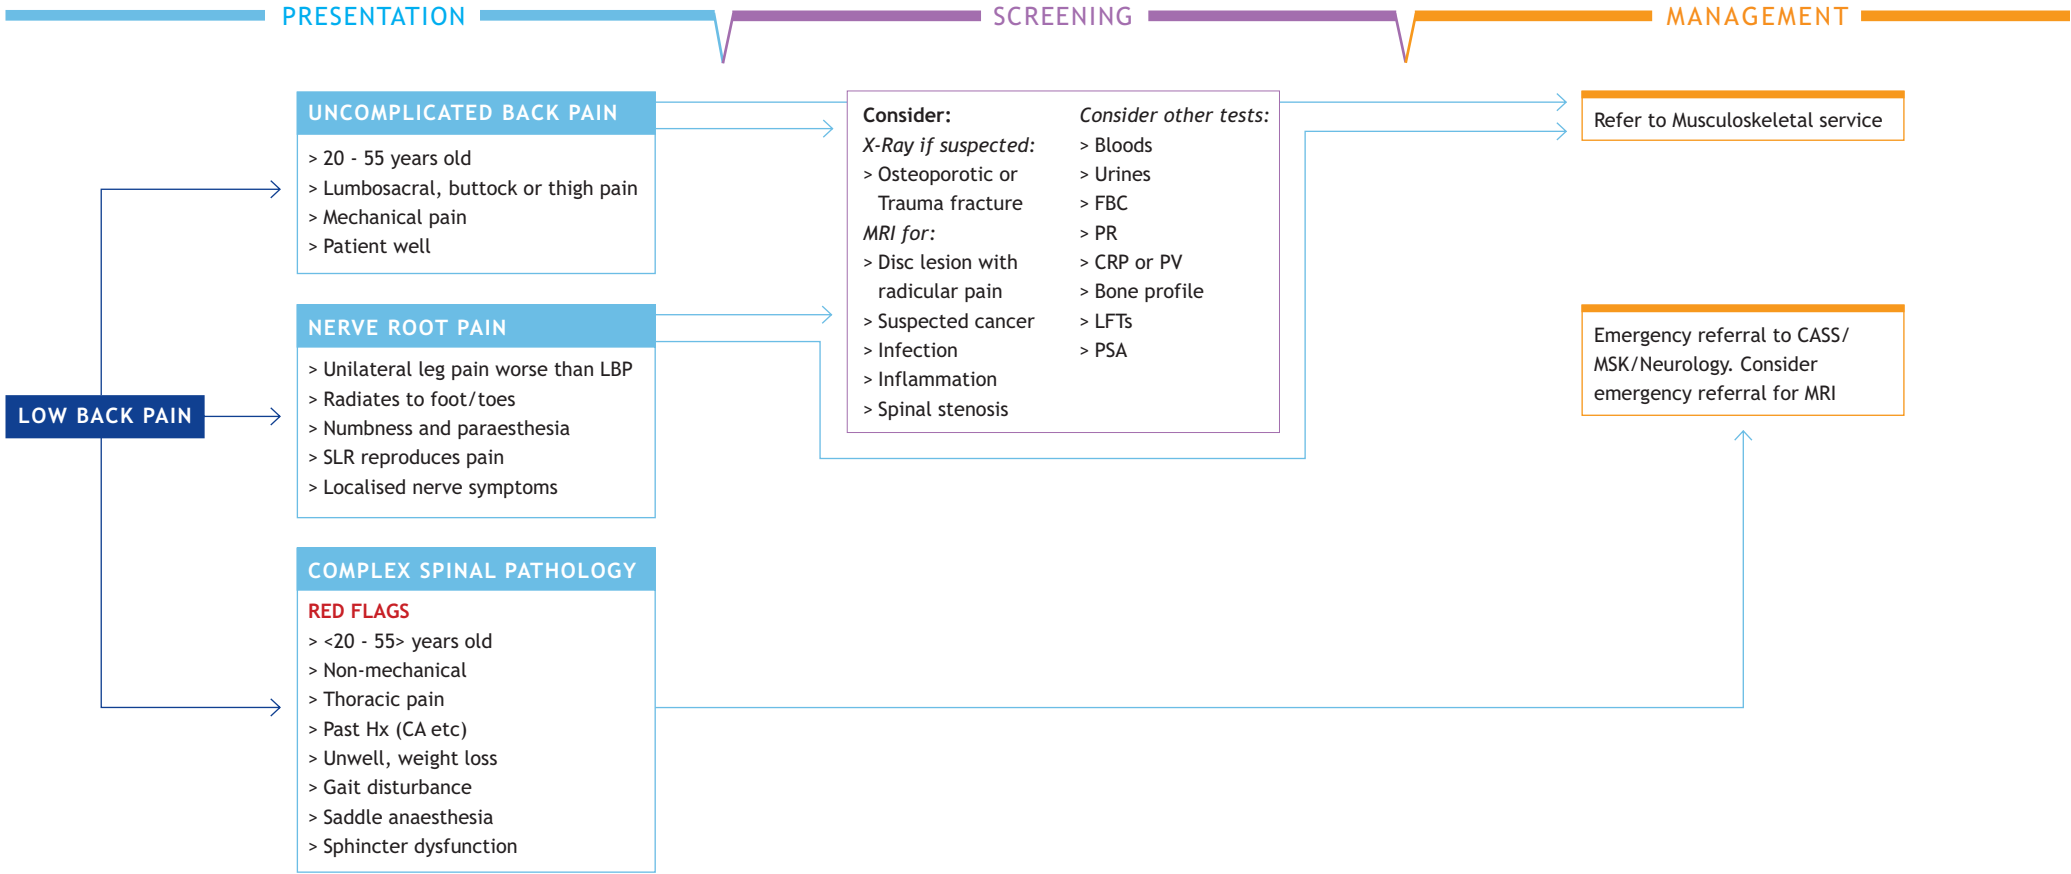 PRESENTATION
SCREENING
MANAGEMENT
LOW BACK PAIN
UNCOMPLICATED BACK PAIN
> 20 - 55 years old
> Lumbosacral, buttock or thigh pain
> Mechanical pain
> Patient well
NERVE ROOT PAIN
> Unilateral leg pain worse than LBP
> Radiates to foot/toes
> Numbness and paraesthesia
> SLR reproduces pain
> Localised nerve symptoms
COMPLEX SPINAL PATHOLOGY
RED FLAGS
> <20 - 55> years old
> Non-mechanical
> Thoracic pain
> Past Hx (CA etc)
> Unwell, weight loss
> Gait disturbance
> Saddle anaesthesia
> Sphincter dysfunction
Consider:
X-Ray if suspected:
> Osteoporotic or
Trauma fracture
MRI for:
> Disc lesion with
radicular pain
> Suspected cancer
> Infection
> Inflammation
> Spinal stenosis
Consider other tests:
> Bloods
> Urines
> FBC
> PR
> CRP or PV
> Bone profile
> LFTs
> PSA
Refer to Musculoskeletal service
Emergency referral to CASS/
MSK/Neurology. Consider
emergency referral for MRI